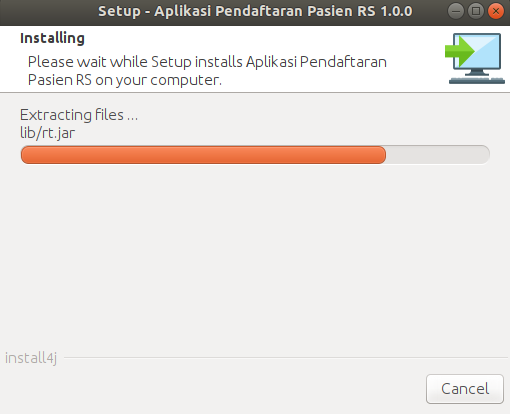 Setup - Aplikasi Pendaftaran Pasien RS 1.0.0
Installing
Please wait while Setup installs Aplikasi Pendaftaran
Pasien RS on your computer.
Extracting files ...
lib/rt.jar
install4j
Cancel